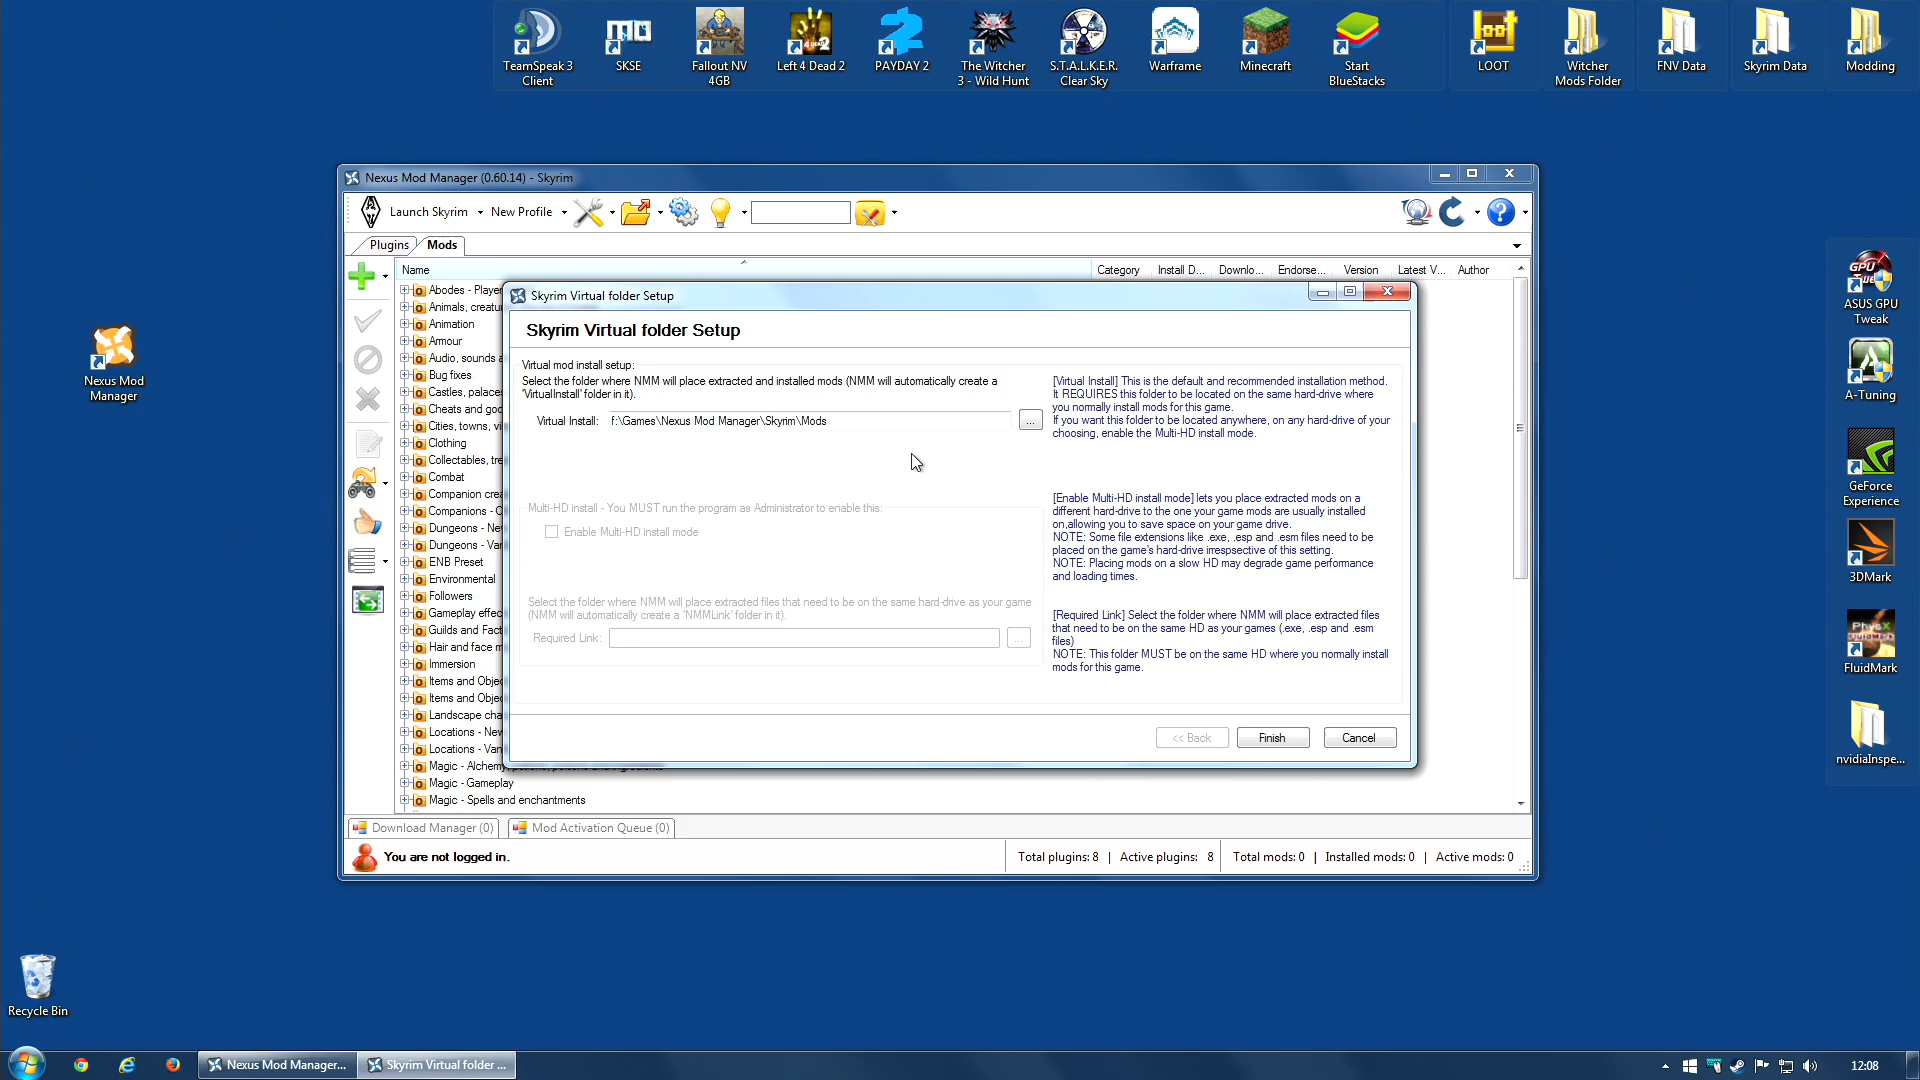 TeamSpeak 3
Client
SKSE
Fallout NV
4GB
Left 4 Dead 2
PAYDAY 2
The Witcher
3 - Wild Hunt
S.T.A.L.K.E.R.
Clear Sky
Warframe
Minecraft
Start
BlueStacks
LOOT
Witcher
Mods Folder
FNV Data
Skyrim Data
Modding
Nexus Mod Manager (0.60.14) - Skyrim
Launch Skyrim
New Profile
Plugins
Mods
Name
Category
Install D...
Downlo...
Endorse...
Version
Latest V...
Author
Abodes - Player
Animals, creatu
Animation
Amour
Audio, sounds a
Bug fixes
Castles, palaces
Cheats and goo
Cities, towns, vi
Clothing
Collectables, tre
Combat
Companion crea
Companions - O
Dungeons - Ne
Dungeons - Va
ENB Preset
Environmental
Followers
Gameplay effec
Guilds and Fact
Hair and face m
Immersion
Items and Objec
Items and Objec
Landscape cha
Locations - New
Locations - Van
Magic - Alchemy, potions, poisons and ingredients
Magic - Gameplay
Magic - Spells and enchantments
Skyrim Virtual folder Setup
Skyrim Virtual folder Setup
Virtual mod install setup:
Select the folder where NMM will place extracted and installed mods (NMM will automatically create a
'VirtualInstall' folder in it).
Virtual Install: f:\Games\Nexus Mod Manager\Skyrim\Mods
...
[Virtual Install] This is the default and recommended installation method.
It REQUIRES this folder to be located on the same hard-drive where
you normally install mods for this game.
If you want this folder to be located anywhere, on any hard-drive of your
choosing, enable the Multi-HD install mode.
Multi-HD install - You MUST run the program as Administrator to enable this:
Enable Multi-HD install mode
[Enable Multi-HD install mode] lets you place extracted mods on a
different hard-drive to the one your game mods are usually installed
on,allowing you to save space on your game drive.
NOTE: Some file extensions like .exe, .esp and .esm files need to be
placed on the game's hard-drive irrespsective of this setting.
NOTE: Placing mods on a slow HD may degrade game performance
and loading times.
Select the folder where NMM will place extracted files that need to be on the same hard-drive as your game
(NMM will automatically create a 'NMMLink' folder in it).
Required Link:
...
[Required Link] Select the folder where NMM will place extracted files
that need to be on the same HD as your games (.exe, .esp and .esm
files)
NOTE: This folder MUST be on the same HD where you normally install
mods for this game.
<< Back
Finish
Cancel
Download Manager (0)
Mod Activation Queue (0)
You are not logged in.
Total plugins: 8 | Active plugins: 8
Total mods: 0 | Installed mods: 0 | Active mods: 0
Nexus Mod
Manager
Recycle Bin
GPU
Tweak
ASUS GPU
Tweak
A-Tuning
GeForce
Experience
3DMark
PhysX
FluidMark
FluidMark
nvidiaInspe...
Nexus Mod Manager...
Skyrim Virtual folder ...
12:08